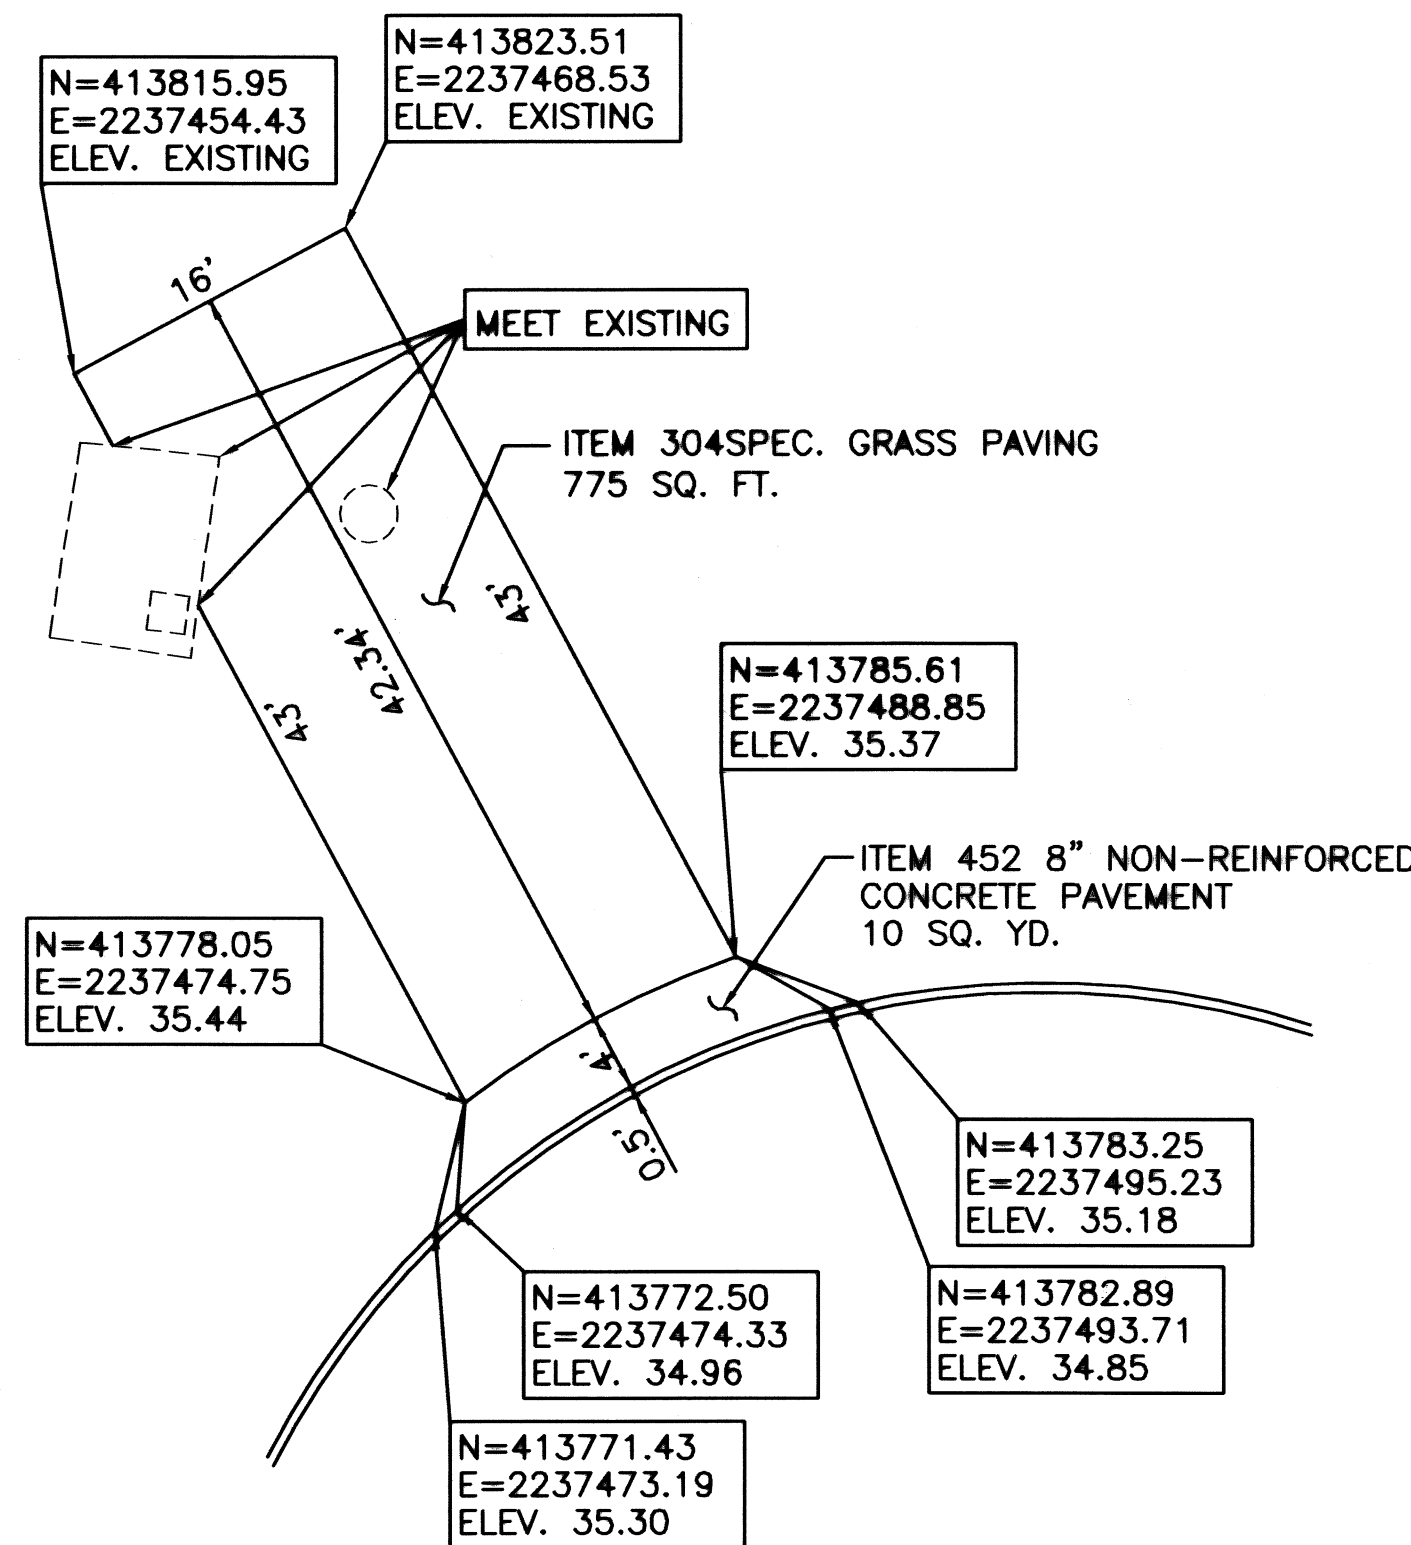 N=413823.51
E=2237468.53
ELEV. EXISTING
N=413815.95
E=2237454.43
ELEV. EXISTING
16'
MEET EXISTING
ITEM 304SPEC. GRASS PAVING
775 SQ. FT.
43'
42.34'
43'
N=413785.61
E=2237488.85
ELEV. 35.37
ITEM 452 8" NON-REINFORCED
CONCRETE PAVEMENT
10 SQ. YD.
N=413778.05
E=2237474.75
ELEV. 35.44
4'
0.5'
N=413783.25
E=2237495.23
ELEV. 35.18
N=413772.50
E=2237474.33
ELEV. 34.96
N=413782.89
E=2237493.71
ELEV. 34.85
N=413771.43
E=2237473.19
ELEV. 35.30